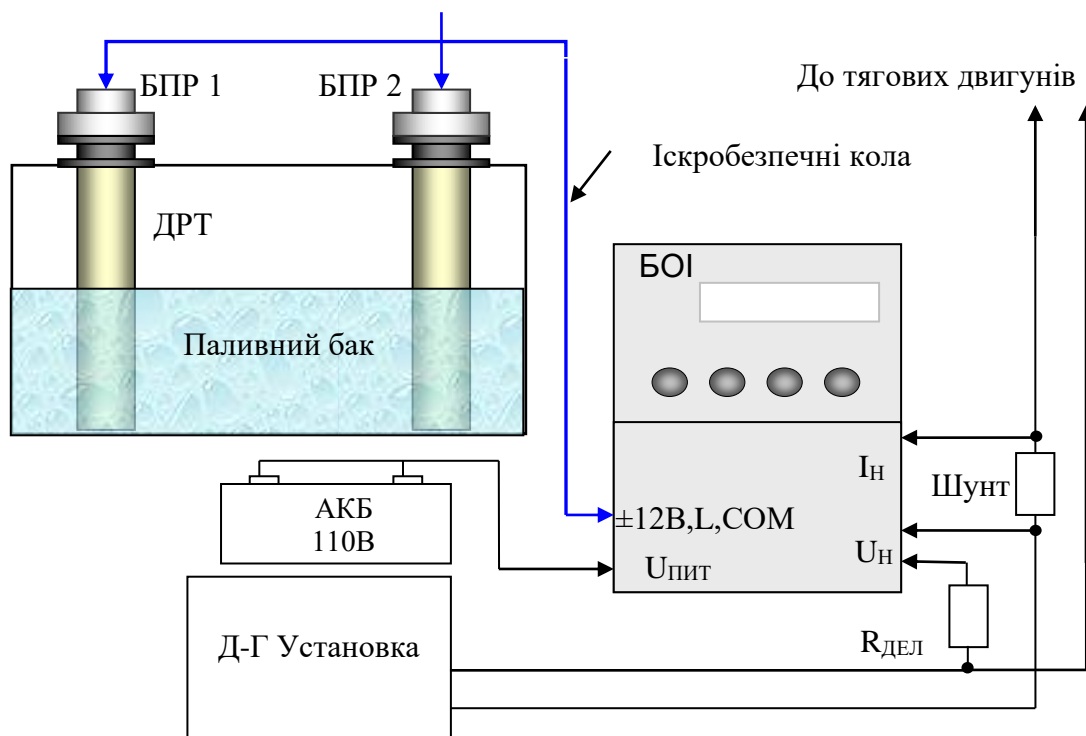 БПР 1
БПР 2
До тягових двигунів
Іскробезпечні кола
ДРТ
БОІ
Паливний бак
IН
Шунт
АКБ
110В
±12В,L,COM
UН
UПИТ
Д-Г Установка
RДЕЛ